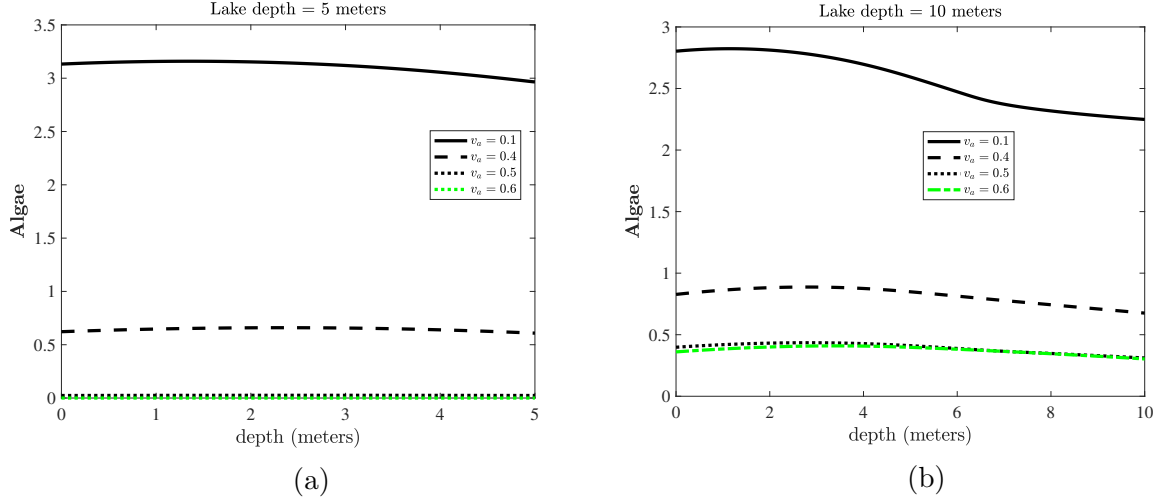 Lake depth = 5 meters
3.5
3
2.5
2
1.5
1
0.5
0
Algae
v_a = 0.1
v_a = 0.4
v_a = 0.5
v_a = 0.6
0 1 2 3 4 5
depth (meters)
(a)
Lake depth = 10 meters
3
2.5
2
1.5
1
0.5
0
Algae
v_a = 0.1
v_a = 0.4
v_a = 0.5
v_a = 0.6
0 2 4 6 8 10
depth (meters)
(b)